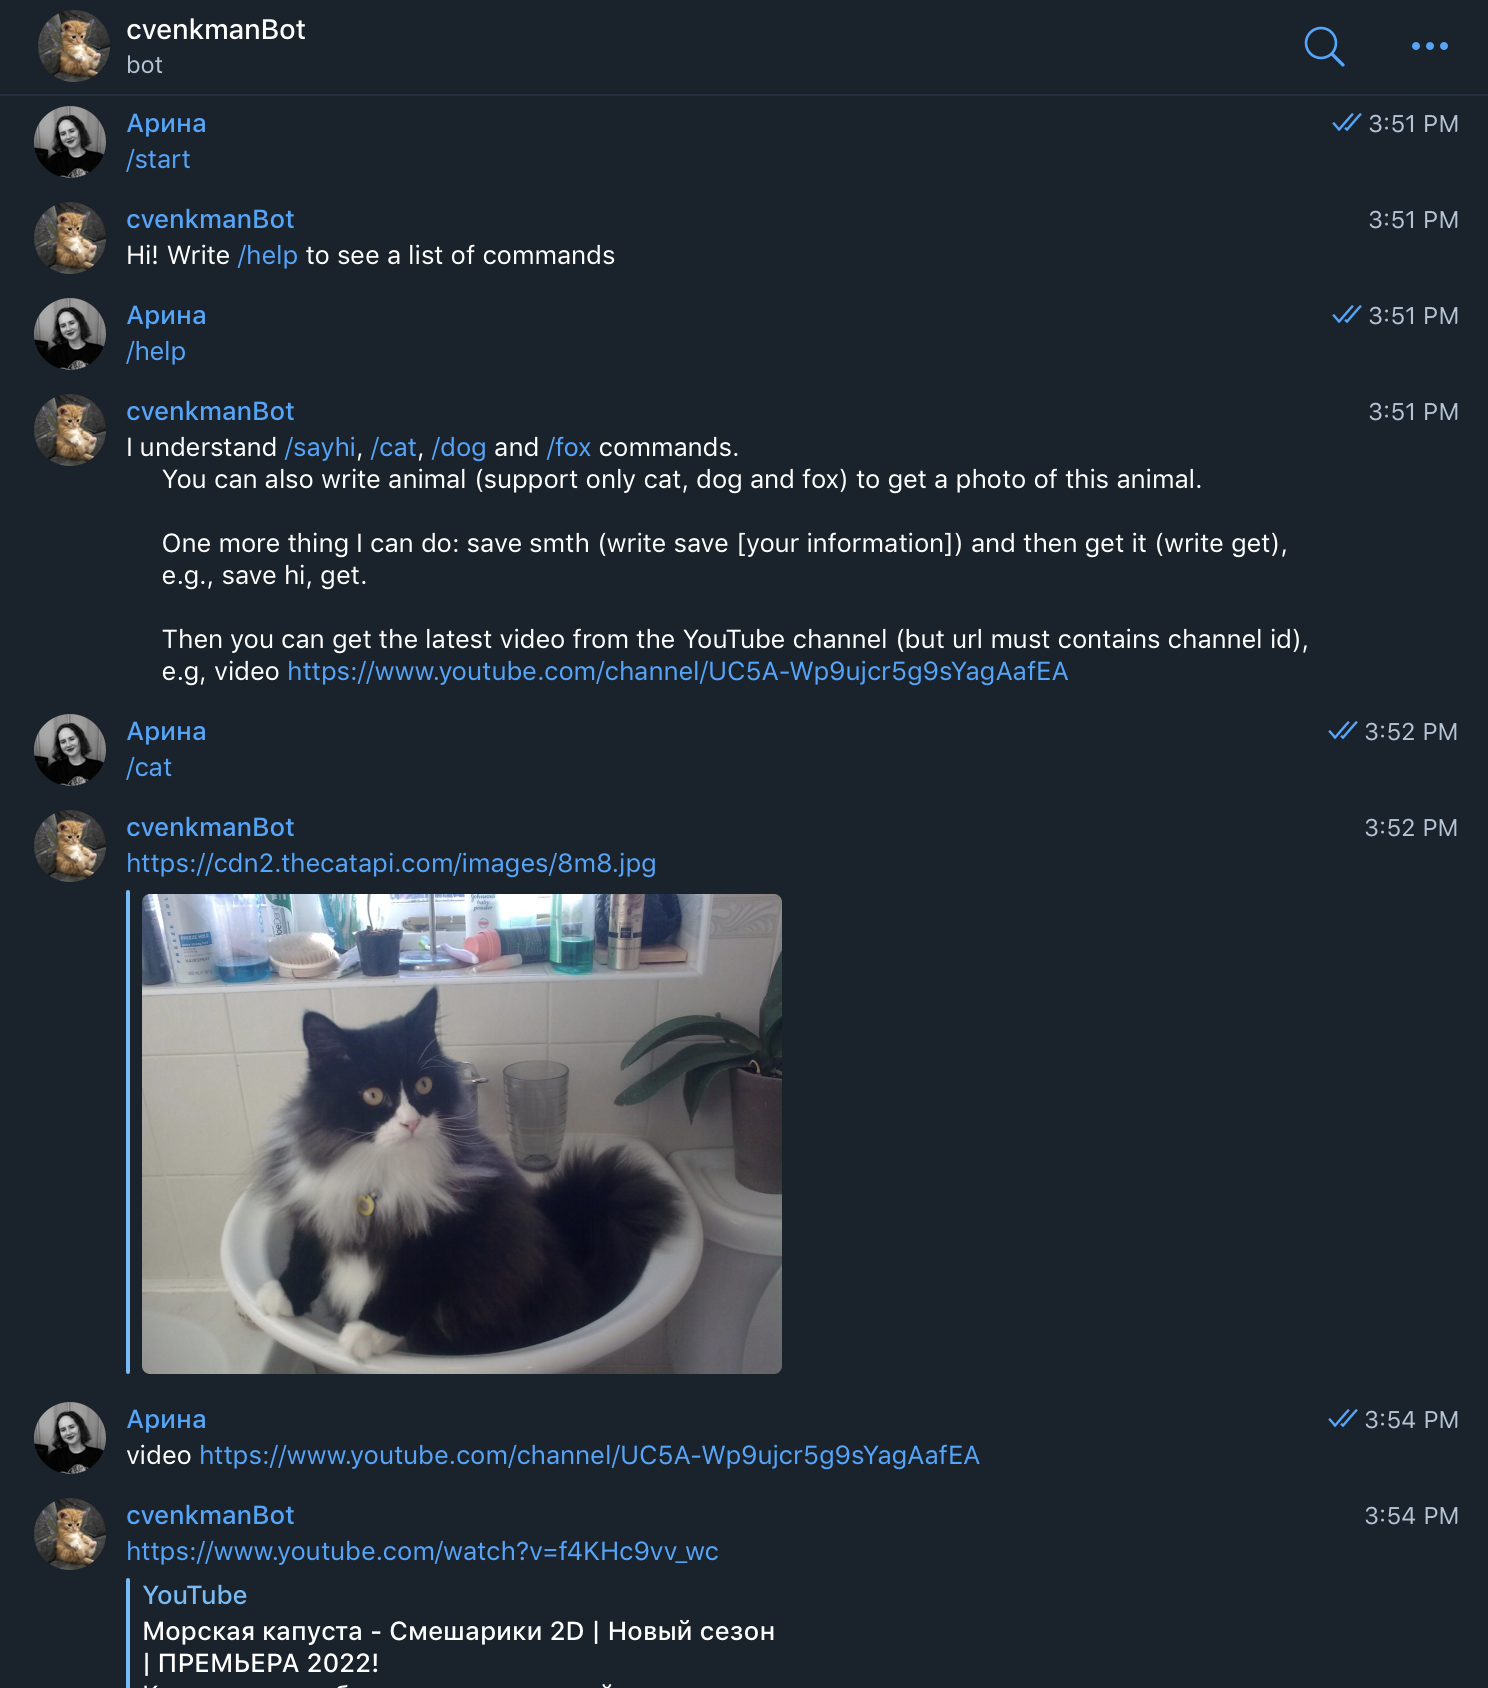 cvenkmanBot
bot
Арина 3:51 PM
/start
cvenkmanBot 3:51 PM
Hi! Write /help to see a list of commands
Арина 3:51 PM
/help
cvenkmanBot 3:51 PM
I understand /sayhi, /cat, /dog and /fox commands.
You can also write animal (support only cat, dog and fox) to get a photo of this animal.
One more thing I can do: save smth (write save [your information]) and then get it (write get),
e.g., save hi, get.
Then you can get the latest video from the YouTube channel (but url must contains channel id),
e.g, video https://www.youtube.com/channel/UC5A-Wp9ujcr5g9sYagAafEA
Арина 3:52 PM
/cat
cvenkmanBot 3:52 PM
https://cdn2.thecatapi.com/images/8m8.jpg
Арина 3:54 PM
video https://www.youtube.com/channel/UC5A-Wp9ujcr5g9sYagAafEA
cvenkmanBot 3:54 PM
https://www.youtube.com/watch?v=f4KHc9vv_wc
YouTube
Морская капуста - Смешарики 2D | Новый сезон
| ПРЕМЬЕРА 2022!